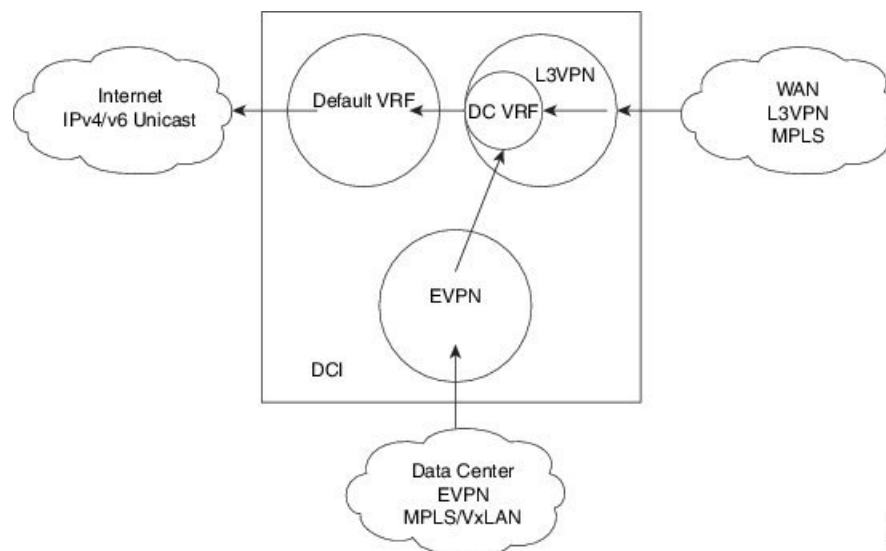 Internet
IPv4/v6 Unicast
Default VRF
L3VPN
DC VRF
WAN
L3VPN
MPLS
EVPN
DCI
Data Center
EVPN
MPLS/VxLAN